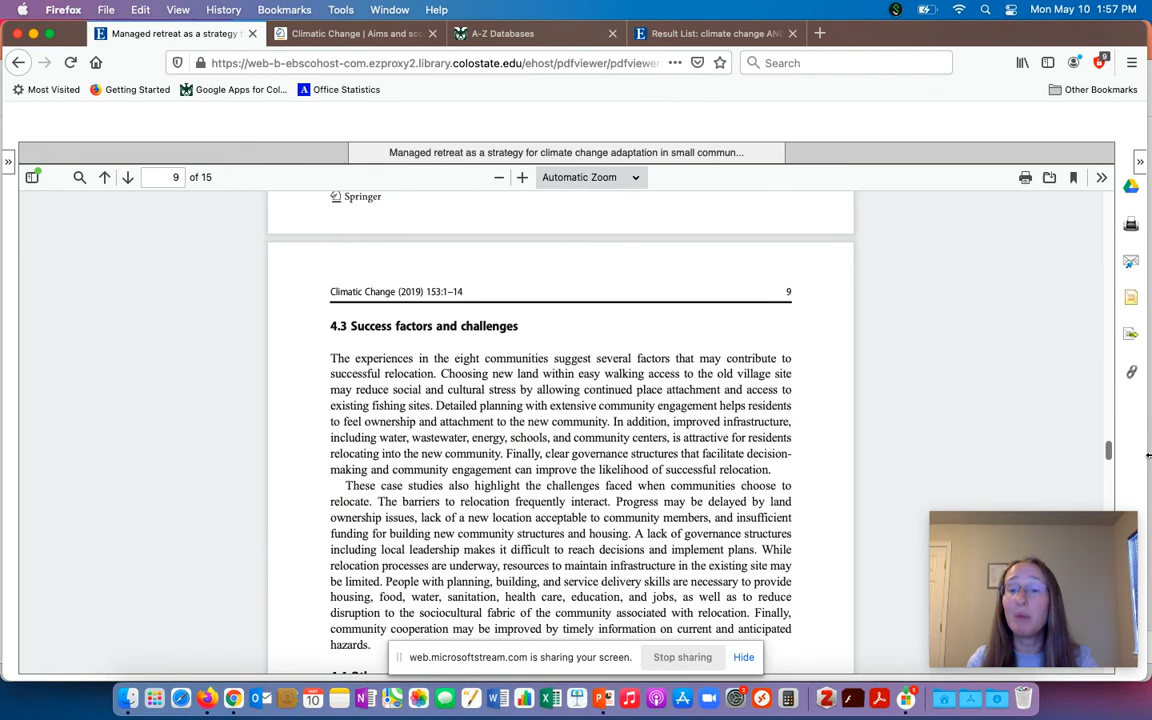 Firefox File Edit View History Bookmarks Tools Window Help Mon May 10 1:57 PM
Managed retreat as a strategy f Climatic Change | Aims and sco A-Z Databases Result List: climate change AND
https://web-b-ebscohost-com.ezproxy2.library.colostate.edu/ehost/pdfviewer/pdfviewer Search 9
Most Visited Getting Started Google Apps for Col... Office Statistics Other Bookmarks
Managed retreat as a strategy for climate change adaptation in small commun...
9 of 15 Automatic Zoom
Springer
Climatic Change (2019) 153:1–14 9
4.3 Success factors and challenges
The experiences in the eight communities suggest several factors that may contribute to
successful relocation. Choosing new land within easy walking access to the old village site
may reduce social and cultural stress by allowing continued place attachment and access to
existing fishing sites. Detailed planning with extensive community engagement helps residents
to feel ownership and attachment to the new community. In addition, improved infrastructure,
including water, wastewater, energy, schools, and community centers, is attractive for residents
relocating into the new community. Finally, clear governance structures that facilitate decision-
making and community engagement can improve the likelihood of successful relocation.
These case studies also highlight the challenges faced when communities choose to
relocate. The barriers to relocation frequently interact. Progress may be delayed by land
ownership issues, lack of a new location acceptable to community members, and insufficient
funding for building new community structures and housing. A lack of governance structures
including local leadership makes it difficult to reach decisions and implement plans. While
relocation processes are underway, resources to maintain infrastructure in the existing site may
be limited. People with planning, building, and service delivery skills are necessary to provide
housing, food, water, sanitation, health care, education, and jobs, as well as to reduce
disruption to the sociocultural fabric of the community associated with relocation. Finally,
community cooperation may be improved by timely information on current and anticipated
hazards.
web.microsoftstream.com is sharing your screen. Stop sharing Hide